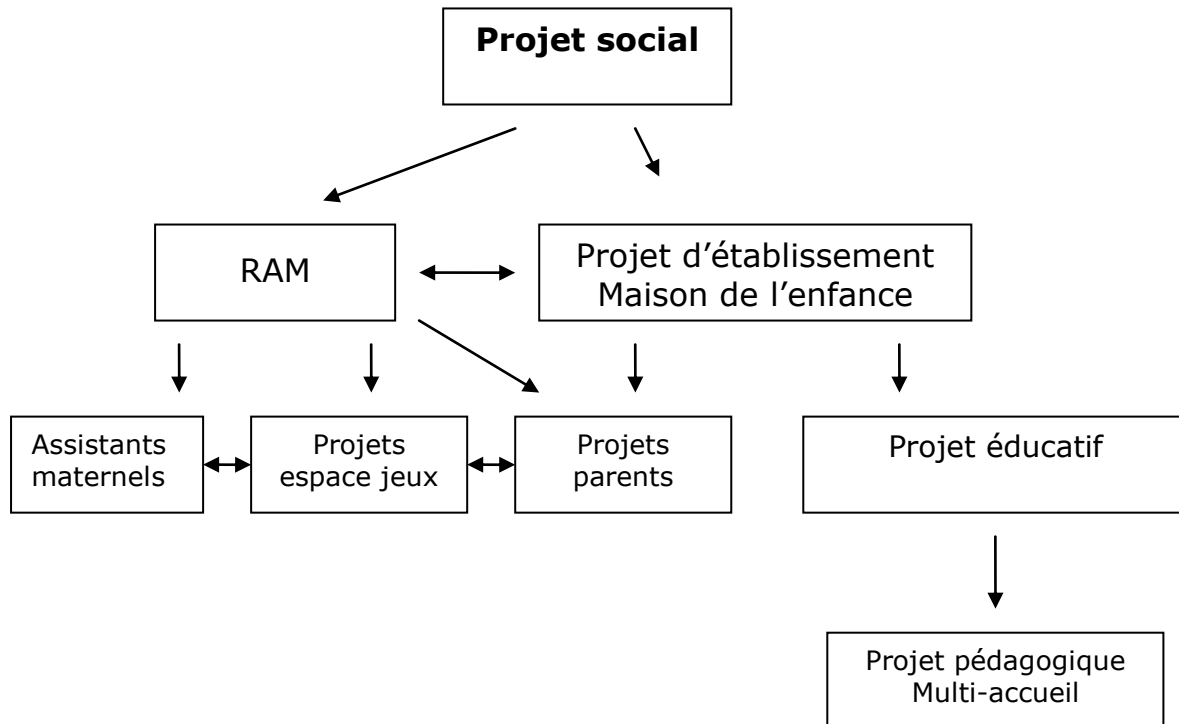 Projet social
RAM
Projet d’établissement
Maison de l’enfance
Assistants
maternels
Projets
espace jeux
Projets
parents
Projet éducatif
Projet pédagogique
Multi-accueil